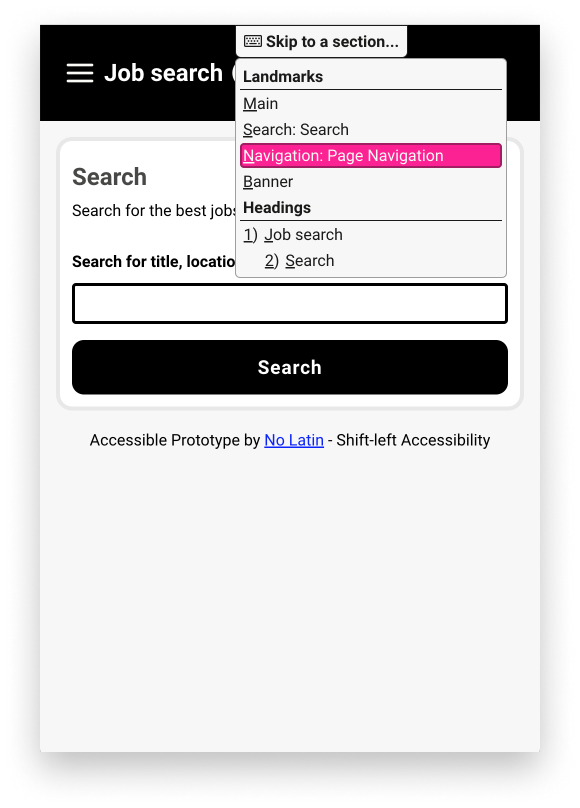 Skip to a section...
Job search
Landmarks
Main
Search: Search
Navigation: Page Navigation
Banner
Headings
1) Job search
2) Search
Search
Search for the best jobs
Search for title,
Search
Accessible Prototype by No Latin - Shift-left Accessibility